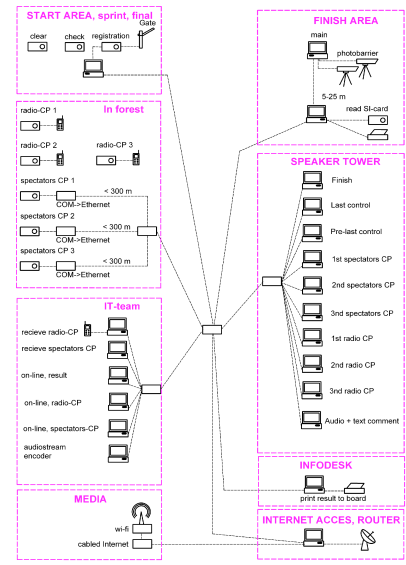 START AREA, sprint, final
Gate
clear
check
registration
FINISH AREA
main
photobarrier
5-25 m
read SI-card
In forest
radio-CP 1
radio-CP 2
radio-CP 3
spectators CP 1
< 300 m
COM->Ethernet
spectators CP 2
< 300 m
COM->Ethernet
spectators CP 3
< 300 m
COM->Ethernet
SPEAKER TOWER
Finish
Last control
Pre-last control
1st spectators CP
2nd spectators CP
3nd spectators CP
1st radio CP
2nd radio CP
3nd radio CP
Audio + text comment
IT-team
recieve radio-CP
recieve spectators CP
on-line, result
on-line, radio-CP
on-line, spectators-CP
audiostream
encoder
INFODESK
print result to board
MEDIA
wi-fi
cabled Internet
INTERNET ACCES, ROUTER